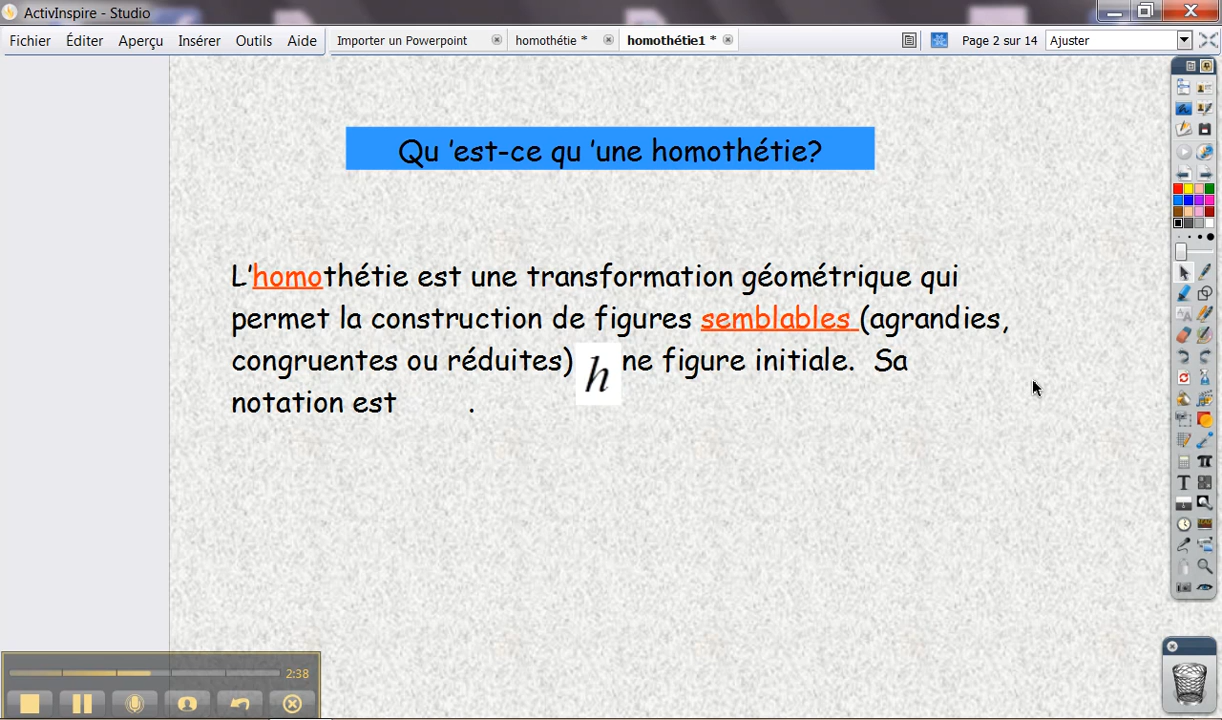 ActivInspire - Studio
Fichier Éditer Aperçu Insérer Outils Aide Importer un Powerpoint homothétie * homothétie1 * Page 2 sur 14 Ajuster
Qu 'est-ce qu 'une homothétie?
L'homothétie est une transformation géométrique qui
permet la construction de figures semblables (agrandies,
congruentes ou réduites) h ne figure initiale. Sa
notation est .
2:38